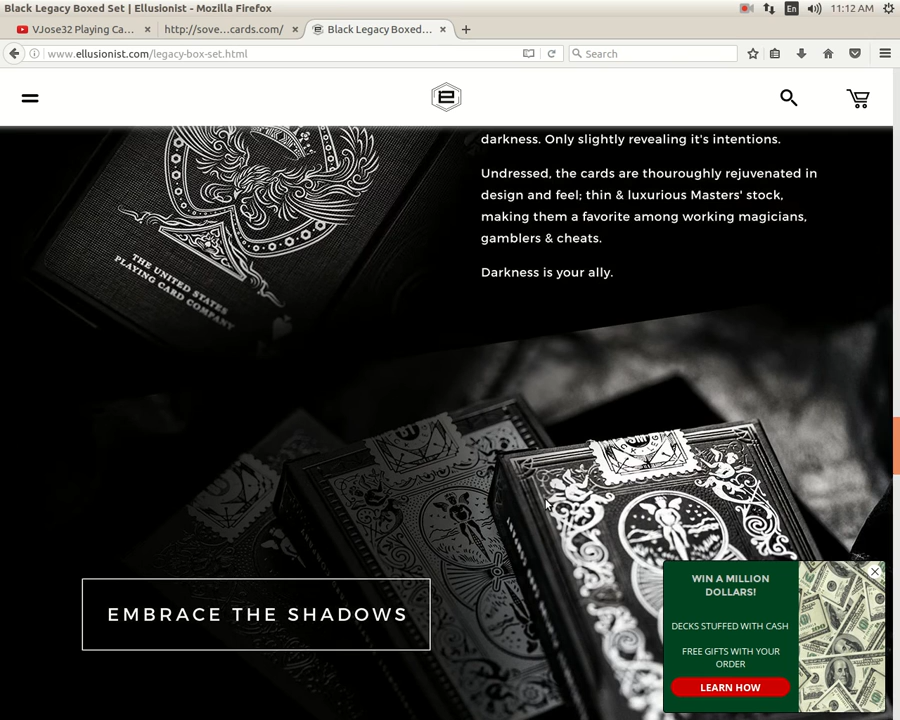 Black Legacy Boxed Set | Ellusionist - Mozilla Firefox
En
11:12 AM
VJose32 Playing Ca...
http://sove...cards.com/
Black Legacy Boxed...
www.ellusionist.com/legacy-box-set.html
Search
e
darkness. Only slightly revealing it's intentions.
Undressed, the cards are thouroughly rejuvenated in
design and feel; thin & luxurious Masters' stock,
making them a favorite among working magicians,
gamblers & cheats.
Darkness is your ally.
THE UNITED STATES
PLAYING CARD COMPANY
EMBRACE THE SHADOWS
WIN A MILLION
DOLLARS!
DECKS STUFFED WITH CASH
FREE GIFTS WITH YOUR
ORDER
LEARN HOW